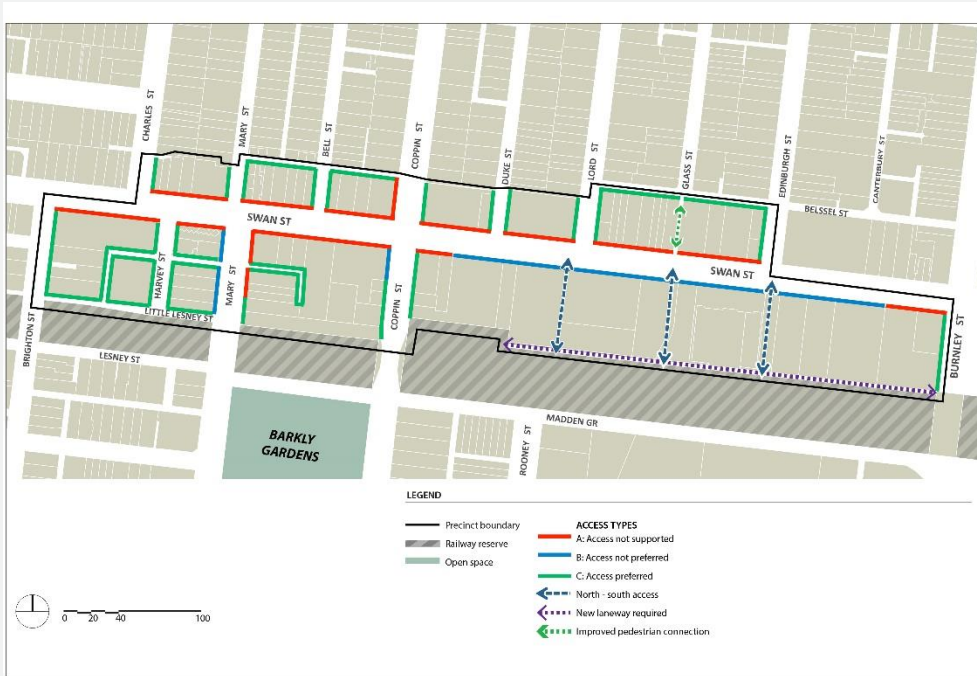 CHARLES ST
MARY ST
BELL ST
COPPIN ST
DUKE ST
LORD ST
GLASS ST
EDINBURGH ST
CANTERBURY ST
BELSSEL ST
SWAN ST
SWAN ST
HARVEY ST
MARY ST
COPPIN ST
LITTLE LESNEY ST
BRIGHTON ST
LESNEY ST
BURNLEY ST
BARKLY
GARDENS
ROONEY ST
MADDEN GR
LEGEND
Precinct boundary
Railway reserve
Open space
ACCESS TYPES
A: Access not supported
B: Access not preferred
C: Access preferred
North - south access
New laneway required
Improved pedestrian connection
0 20 40 100